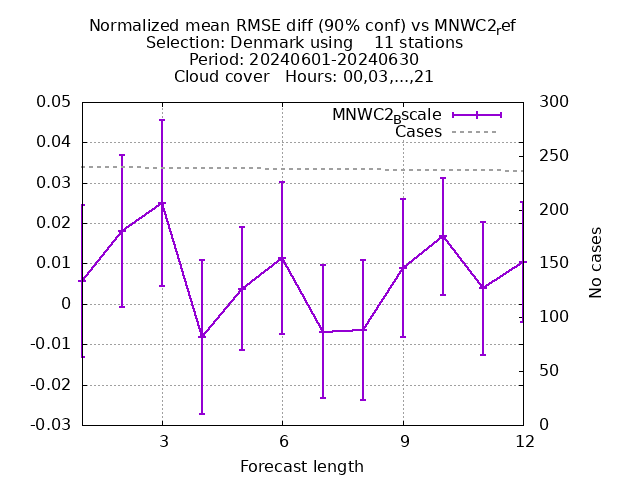 Normalized mean RMSE diff (90% conf) vs MNWC2_ref
Selection: Denmark using    11 stations
Period: 20240601-20240630
Cloud cover   Hours: 00,03,...,21
MNWC2_Bscale
Cases
0.05
0.04
0.03
0.02
0.01
0
-0.01
-0.02
-0.03
300
250
200
150
100
50
0
No cases
3 6 9 12
Forecast length